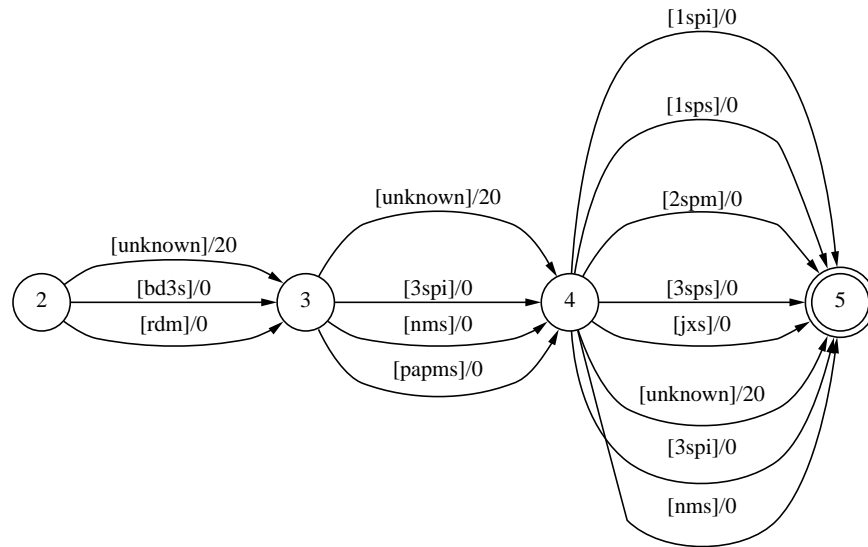 [1spi]/0
[1sps]/0
[unknown]/20
[2spm]/0
[unknown]/20
[bd3s]/0
[3spi]/0
[3sps]/0
2
3
4
5
[rdm]/0
[nms]/0
[jxs]/0
[papms]/0
[unknown]/20
[3spi]/0
[nms]/0